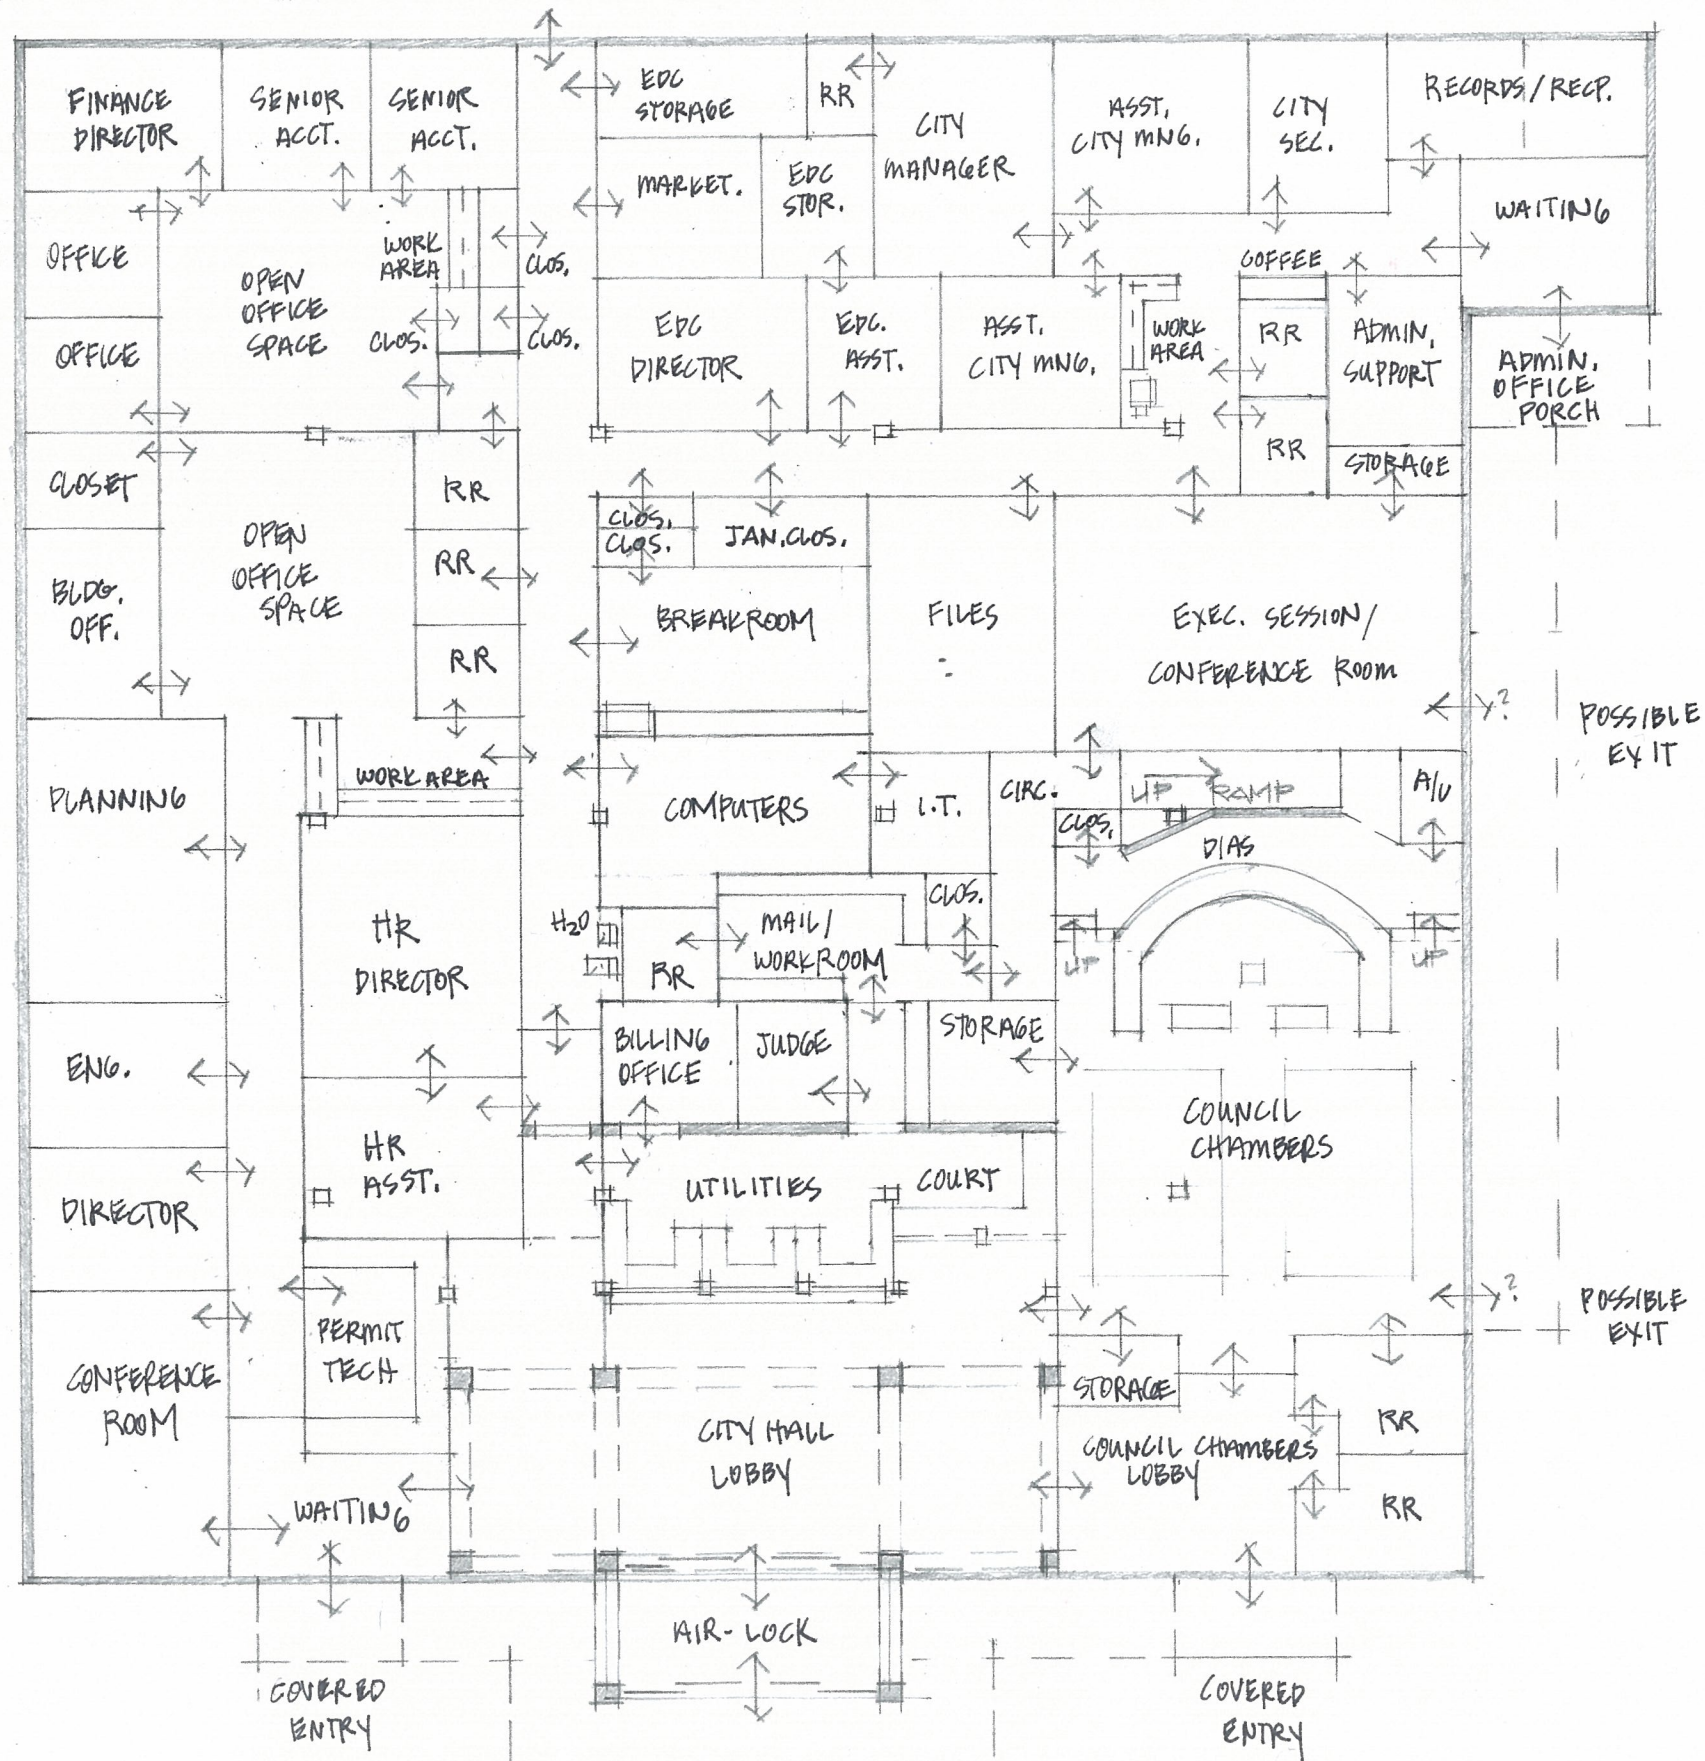 FINANCE
DIRECTOR
SENIOR
ACCT.
SENIOR
ACCT.
EDC
STORAGE
RR
CITY
MANAGER
ASST.
CITY MNG.
CITY
SEC.
RECORDS/RECP.
OFFICE
OPEN
OFFICE
SPACE
WORK
AREA
CLOS.
CLOS.
CLOS.
MARKET.
EDC
STOR.
WAITING
OFFICE
EDC
DIRECTOR
EDC.
ASST.
ASST.
CITY MNG.
WORK
AREA
COFFEE
RR
RR
ADMIN.
SUPPORT
STORAGE
ADMIN.
OFFICE
PORCH
CLOSET
OPEN
OFFICE
SPACE
RR
RR
RR
BLDG.
OFF.
CLOS.
CLOS.
JAN.CLOS.
BREAKROOM
FILES
EXEC. SESSION/
CONFERENCE ROOM
?
POSSIBLE
EXIT
PLANNING
WORK AREA
COMPUTERS
I.T.
CIRC.
UP RAMP
A/V
CLOS.
DIAS
HR
DIRECTOR
H2O
RR
MAIL/
WORKROOM
CLOS.
UP
UP
ENG.
BILLING
OFFICE
JUDGE
STORAGE
COUNCIL
CHAMBERS
HR
ASST.
DIRECTOR
UTILITIES
COURT
?
POSSIBLE
EXIT
CONFERENCE
ROOM
PERMIT
TECH
CITY HALL
LOBBY
STORAGE
COUNCIL CHAMBERS
LOBBY
RR
RR
WAITING
AIR-LOCK
COVERED
ENTRY
COVERED
ENTRY